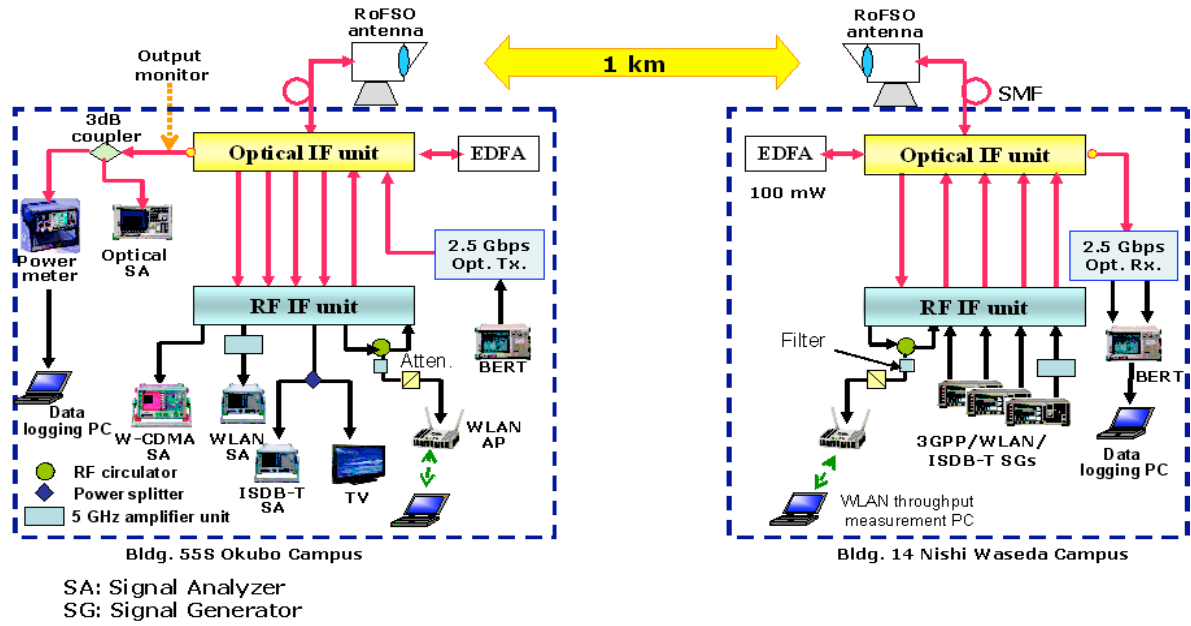 RoFSO
antenna
1 km
RoFSO
antenna
Output
monitor
SMF
3dB
coupler
Optical IF unit
EDFA
EDFA
100 mW
Optical IF unit
Power
meter
Optical
SA
2.5 Gbps
Opt. Tx.
2.5 Gbps
Opt. Rx.
RF IF unit
RF IF unit
Atten.
BERT
Filter
BERT
Data
logging PC
W-CDMA
SA
WLAN
SA
ISDB-T
SA
TV
WLAN
AP
3GPP/WLAN/
ISDB-T SGs
Data
logging PC
RF circulator
Power splitter
5 GHz amplifier unit
WLAN throughput
measurement PC
Bldg. 55S Okubo Campus
Bldg. 14 Nishi Waseda Campus
SA: Signal Analyzer
SG: Signal Generator